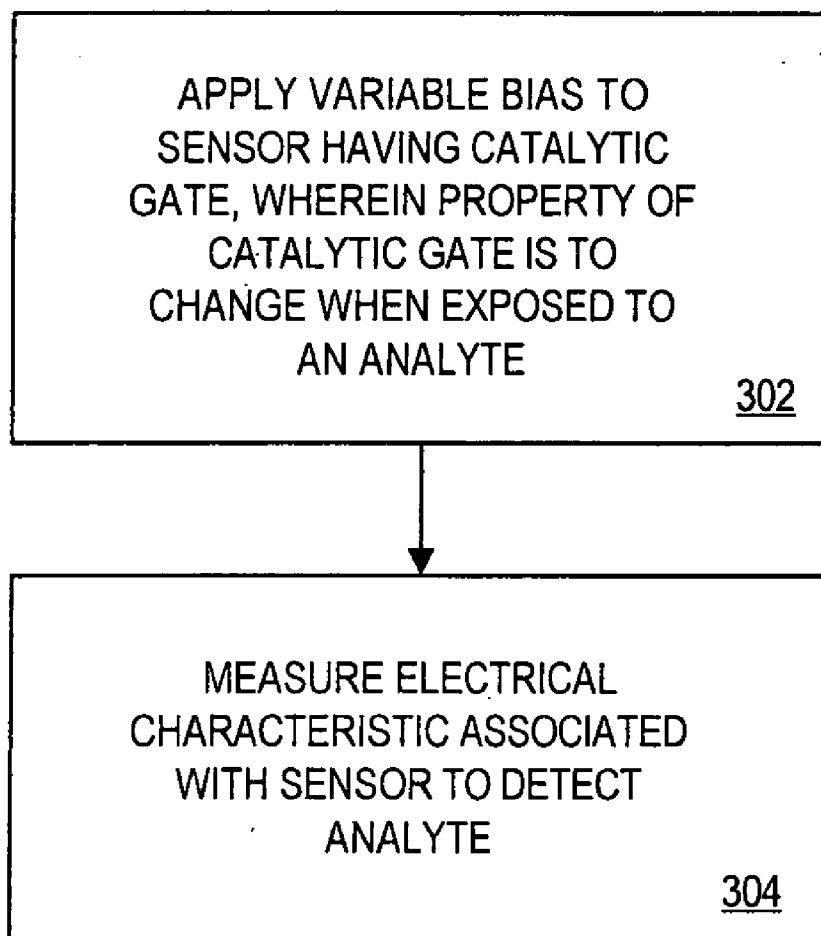 APPLY VARIABLE BIAS TO
SENSOR HAVING CATALYTIC
GATE, WHEREIN PROPERTY OF
CATALYTIC GATE IS TO
CHANGE WHEN EXPOSED TO
AN ANALYTE
302
MEASURE ELECTRICAL
CHARACTERISTIC ASSOCIATED
WITH SENSOR TO DETECT
ANALYTE
304